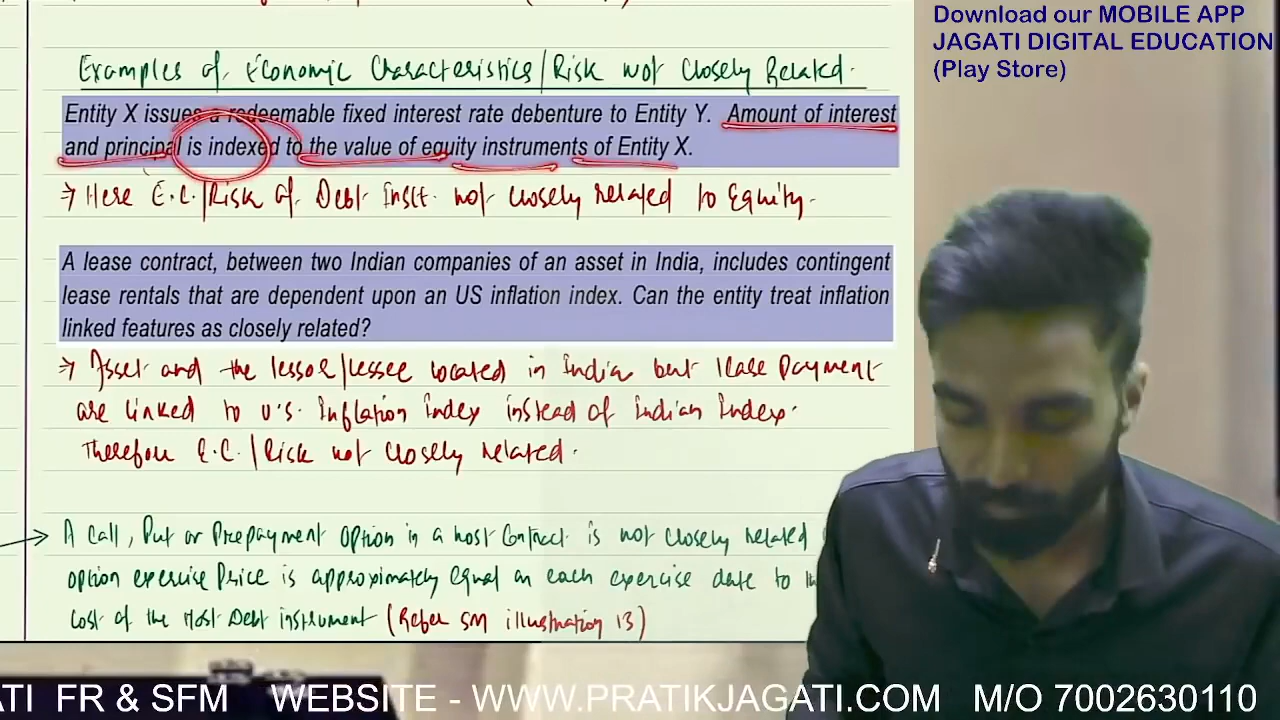 Download our MOBILE APP
JAGATI DIGITAL EDUCATION
(Play Store)
Examples of Economic Characteristics/Risk not Closely Related.
Entity X issues a redeemable fixed interest rate debenture to Entity Y. Amount of interest
and principal is indexed to the value of equity instruments of Entity X.
→ Here E.C./Risk of Debt Instt. not closely related to Equity.
A lease contract, between two Indian companies of an asset in India, includes contingent
lease rentals that are dependent upon an US inflation index. Can the entity treat inflation
linked features as closely related?
→ Asset and the lessor/lessee located in India but lease payment
are linked to U.S. Inflation Index instead of Indian Index.
Therefore E.C./Risk not closely related.
→ A Call, Put or Prepayment option in a host Contract is not closely related
option exercise Price is approximately equal on each exercise date to
Cost of the Host Debt instrument (Refer SM illustration 13)
ATI FR & SFM WEBSITE - WWW.PRATIKJAGATI.COM M/O 7002630110